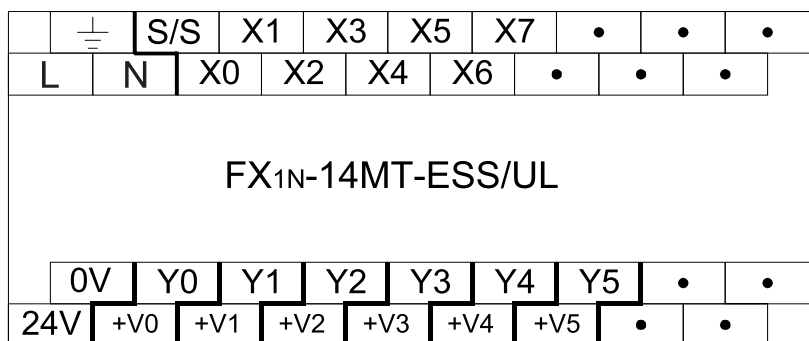 S/S X1 X3 X5 X7 • • •
L N X0 X2 X4 X6 • • •
FX1N-14MT-ESS/UL
0V Y0 Y1 Y2 Y3 Y4 Y5 • •
24V +V0 +V1 +V2 +V3 +V4 +V5 • •